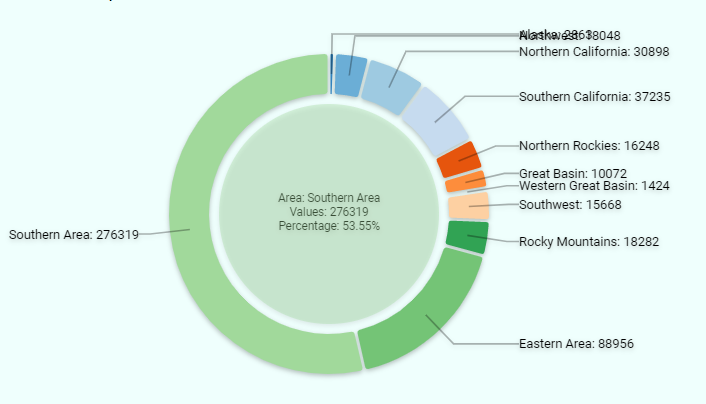 Alaska: 2863
Northwest: 18048
Northern California: 30898
Southern California: 37235
Northern Rockies: 16248
Great Basin: 10072
Western Great Basin: 1424
Southwest: 15668
Rocky Mountains: 18282
Eastern Area: 88956
Southern Area: 276319
Area: Southern Area
Values: 276319
Percentage: 53.55%